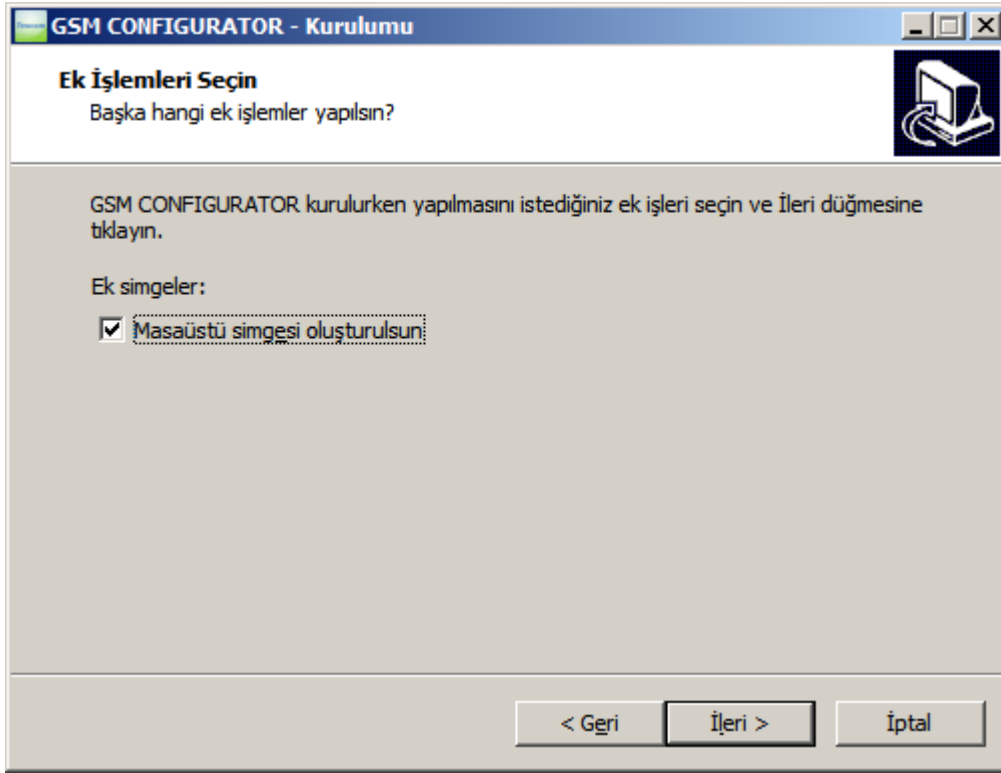 GSM CONFIGURATOR - Kurulumu
Ek İşlemleri Seçin
Başka hangi ek işlemler yapılsın?
GSM CONFIGURATOR kurulurken yapılmasını istediğiniz ek işleri seçin ve İleri düğmesine
tıklayın.
Ek simgeler:
Masaüstü simgesi oluşturulsun
< Geri
İleri >
İptal